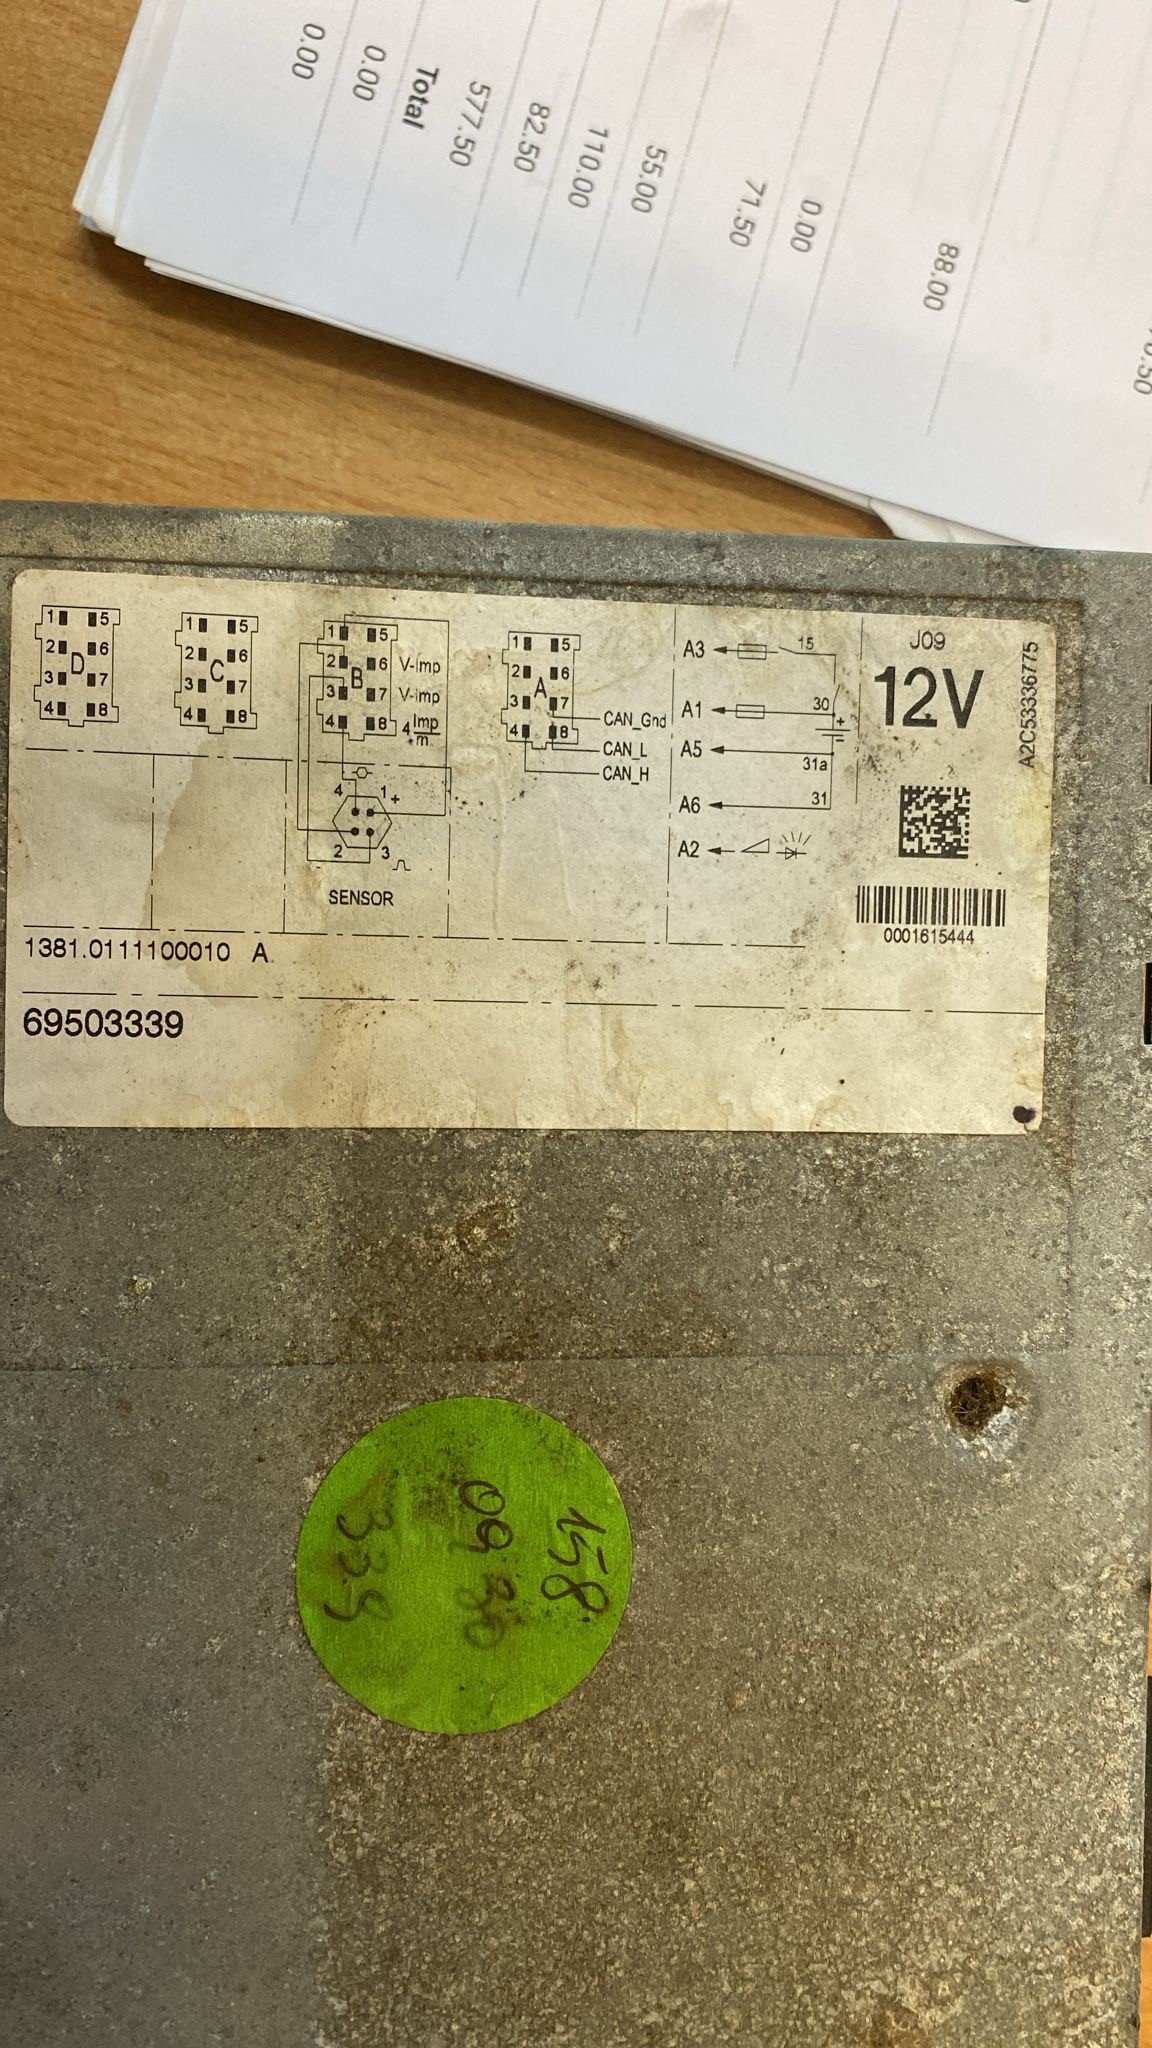 0.00
0.00
Total
577.50
82.50
110.00
55.00
71.50
0.00
88.00
1 5
2 6
D
3 7
4 8
1 5
2 6
C
3 7
4 8
1 5
2 6 V-Imp
B
3 7 V-Imp
4 8 4 Imp
+ m
4 1 +
2 3
SENSOR
1 5
2 6
A
3 7
4 8
CAN_Gnd
CAN_L
CAN_H
A3 15
A1 30
+
A5 31a
A6 31
A2
J09
12V
A2C53336775
0001615444
1381.0111100010 A
69503339
158
09 30
338